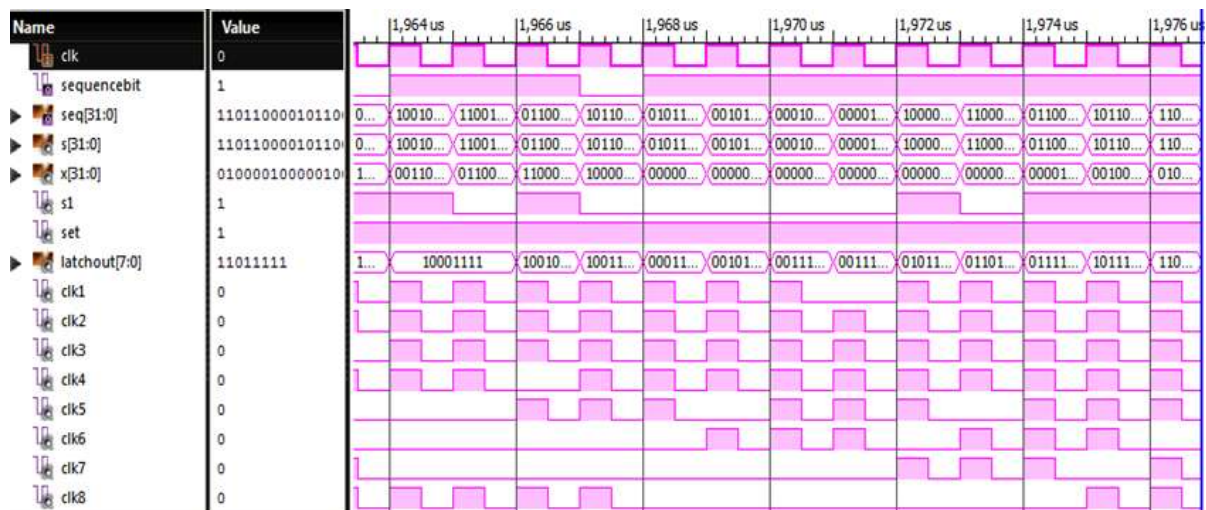 Name Value 1,964 us 1,966 us 1,968 us 1,970 us 1,972 us 1,974 us 1,976 us
clk 0
sequencebit 1
seq[31:0] 1101100001011 0... 10010... 11001... 01100... 10110... 01011... 00101... 00010... 00001... 10000... 11000... 01100... 10110... 110...
s[31:0] 1101100001011 0... 10010... 11001... 01100... 10110... 01011... 00101... 00010... 00001... 10000... 11000... 01100... 10110... 110...
x[31:0] 0100001000001 1... 00110... 01100... 11000... 10000... 00000... 00000... 00000... 00000... 00000... 00000... 00001... 00100... 010...
s1 1
set 1
latchout[7:0] 11011111 1... 10001111 10010... 10011... 00011... 00101... 00111... 00111... 01011... 01101... 01111... 10111... 110...
clk1 0
clk2 0
clk3 0
clk4 0
clk5 0
clk6 0
clk7 0
clk8 0